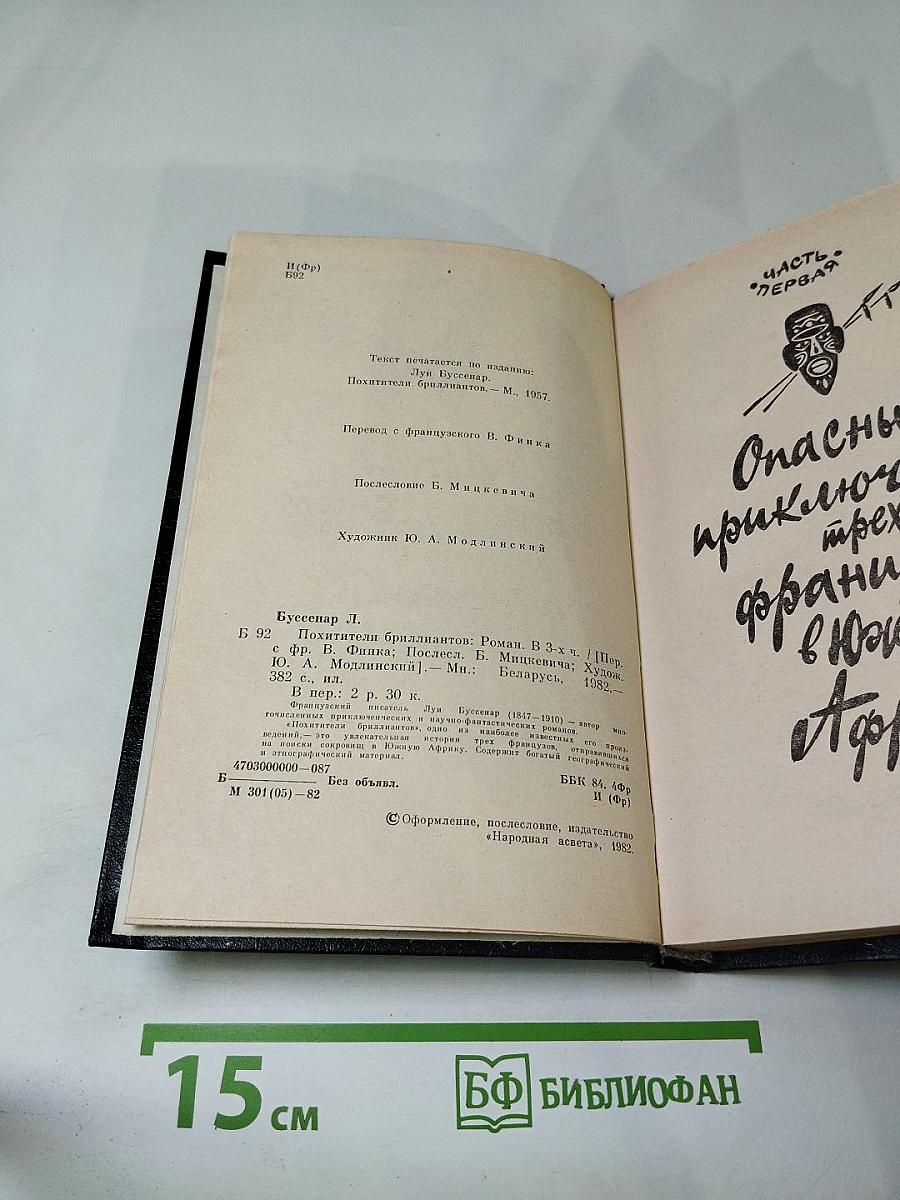 И(Фр)
Б92
Текст печатается по изданию:
Луи Буссенар.
Похитители бриллиантов.— М., 1957.
Перевод с французского В. Финка
Послесловие Б. Мицкевича
Художник Ю. А. Модлинский
Буссенар Л.
Б 92 Похитители бриллиантов: Роман. В 3-х ч. / [Пер.
с фр. В. Финка; Послесл. Б. Мицкевича; Худож.
Ю. А. Модлинский].— Мн.: Беларусь, 1982.—
382 с., ил.
В пер.: 2 р. 30 к.
Французский писатель Луи Буссенар (1847—1910) — автор мно-
гочисленных приключенческих и научно-фантастических романов.
«Похитители бриллиантов», одно из наиболее известных его произ-
ведений,— это увлекательная история трех французов, отправившихся
на поиски сокровищ в Южную Африку. Содержит богатый географический
и этнографический материал.
4703000000—087
Б ———— Без объявл.
М 301(05)—82
ББК 84. 4Фр
И (Фр)
© Оформление, послесловие, издательство
«Народная асвета», 1982.
•ЧАСТЬ•
•ПЕРВАЯ•
Опасны
приключ
трех
франц
в Юж
Афр
15 см
БФ БИБЛИОФАН